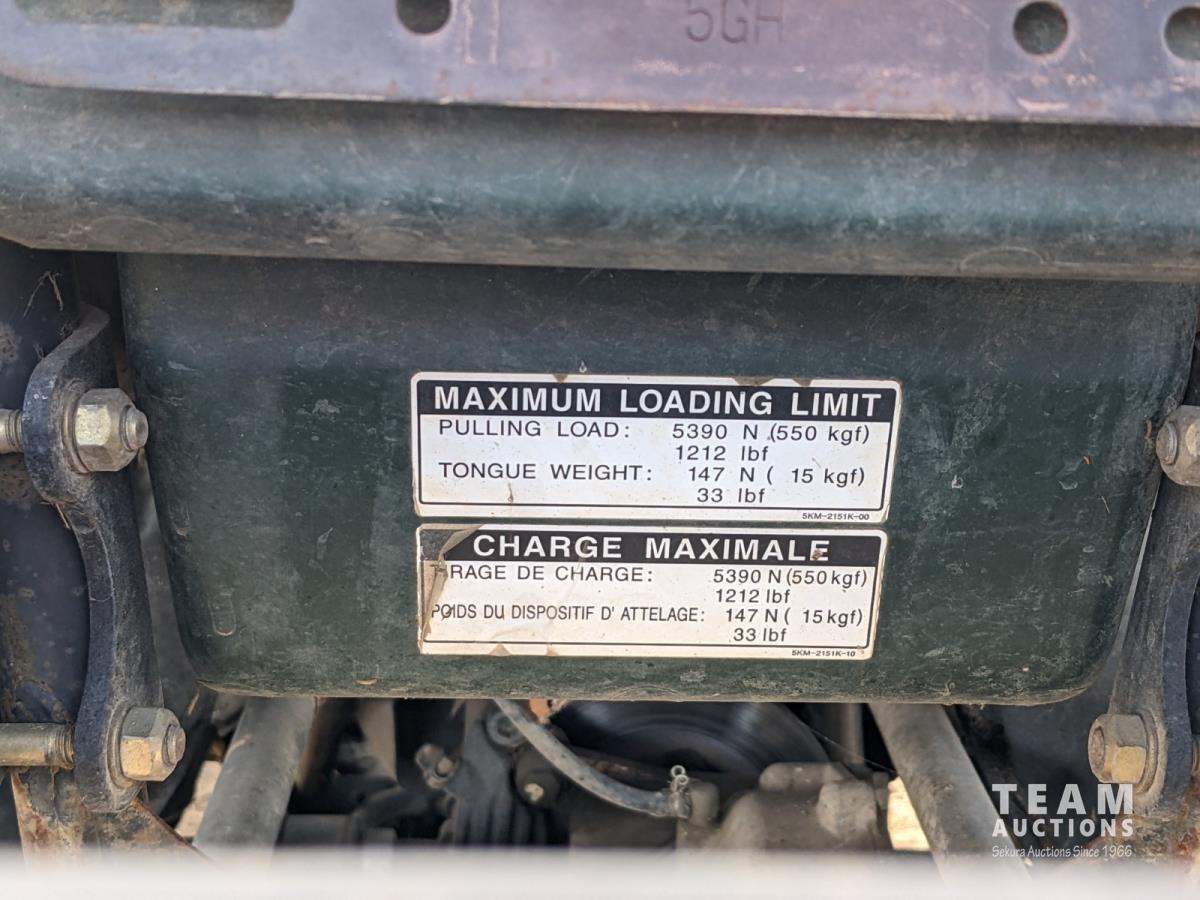 5GH
MAXIMUM LOADING LIMIT
PULLING LOAD: 5390 N (550 kgf)
1212 lbf
TONGUE WEIGHT: 147 N ( 15 kgf)
33 lbf
5KM-2151K-00
CHARGE MAXIMALE
RAGE DE CHARGE: 5390 N (550 kgf)
1212 lbf
POIDS DU DISPOSITIF D' ATTELAGE: 147 N ( 15 kgf)
33 lbf
5KM-2151K-10
TEAM
AUCTIONS
Sekura Auctions Since 1966